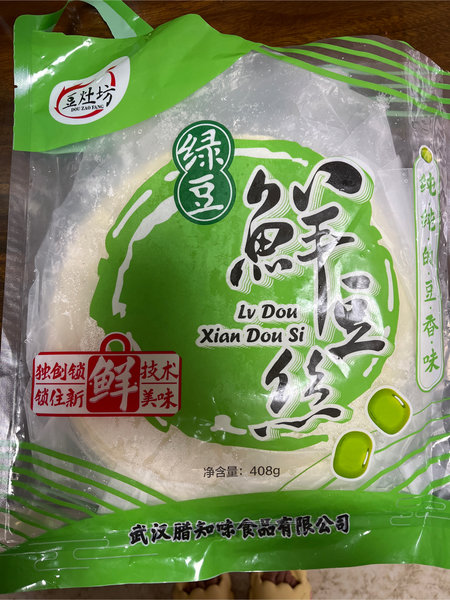 豆灶坊
DOU ZAO FANG
绿豆
鲜豆丝
Lv Dou
Xian Dou Si
纯纯的豆香味
独创锁鲜技术
锁住新鲜美味
净含量：408g
武汉腊知味食品有限公司